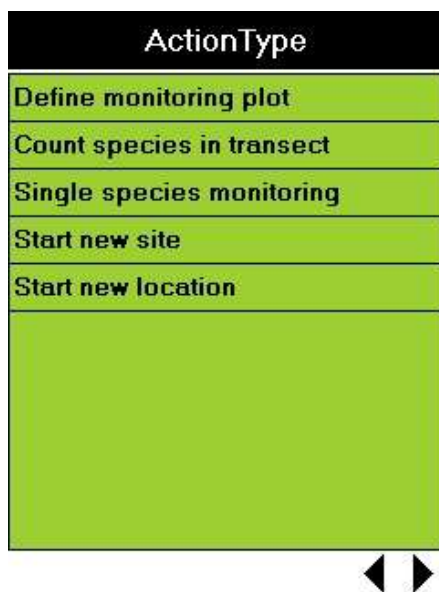 ActionType
Define monitoring plot
Count species in transect
Single species monitoring
Start new site
Start new location